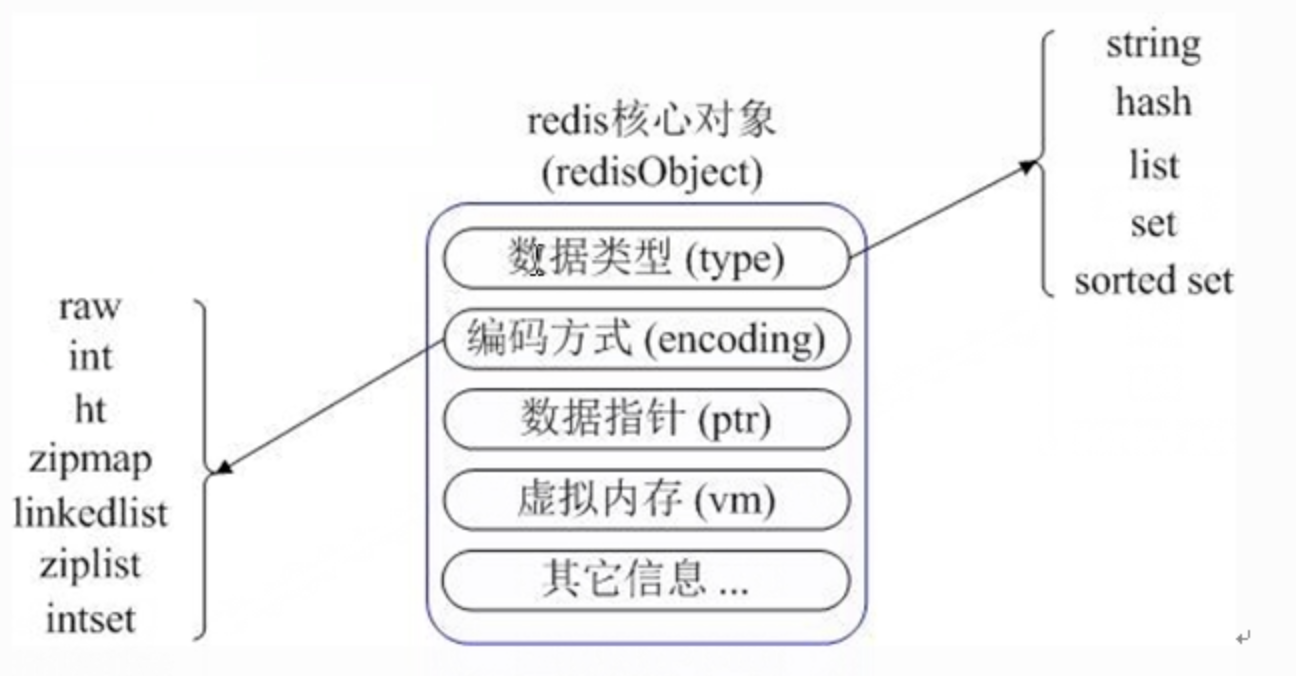 redis核心对象
(redisObject)
数据类型 (type)
编码方式 (encoding)
数据指针 (ptr)
虚拟内存 (vm)
其它信息 ...
string
hash
list
set
sorted set
raw
int
ht
zipmap
linkedlist
ziplist
intset